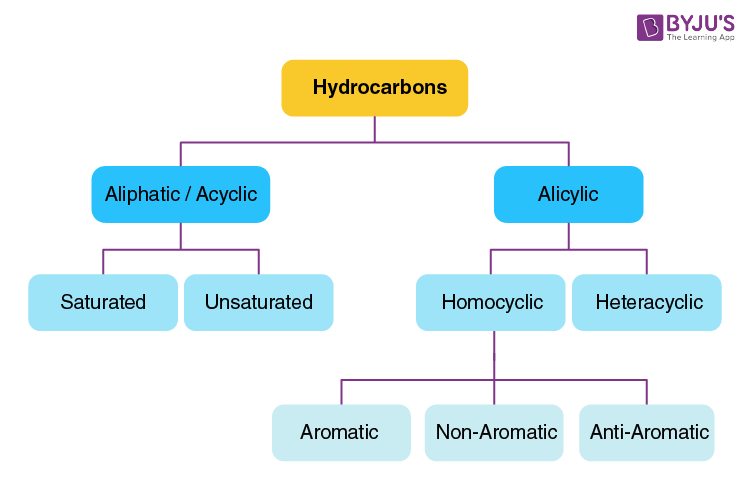 BYJU'S
The Learning App
Hydrocarbons
Aliphatic / Acyclic
Alicylic
Saturated
Unsaturated
Homocyclic
Heteracyclic
Aromatic
Non-Aromatic
Anti-Aromatic